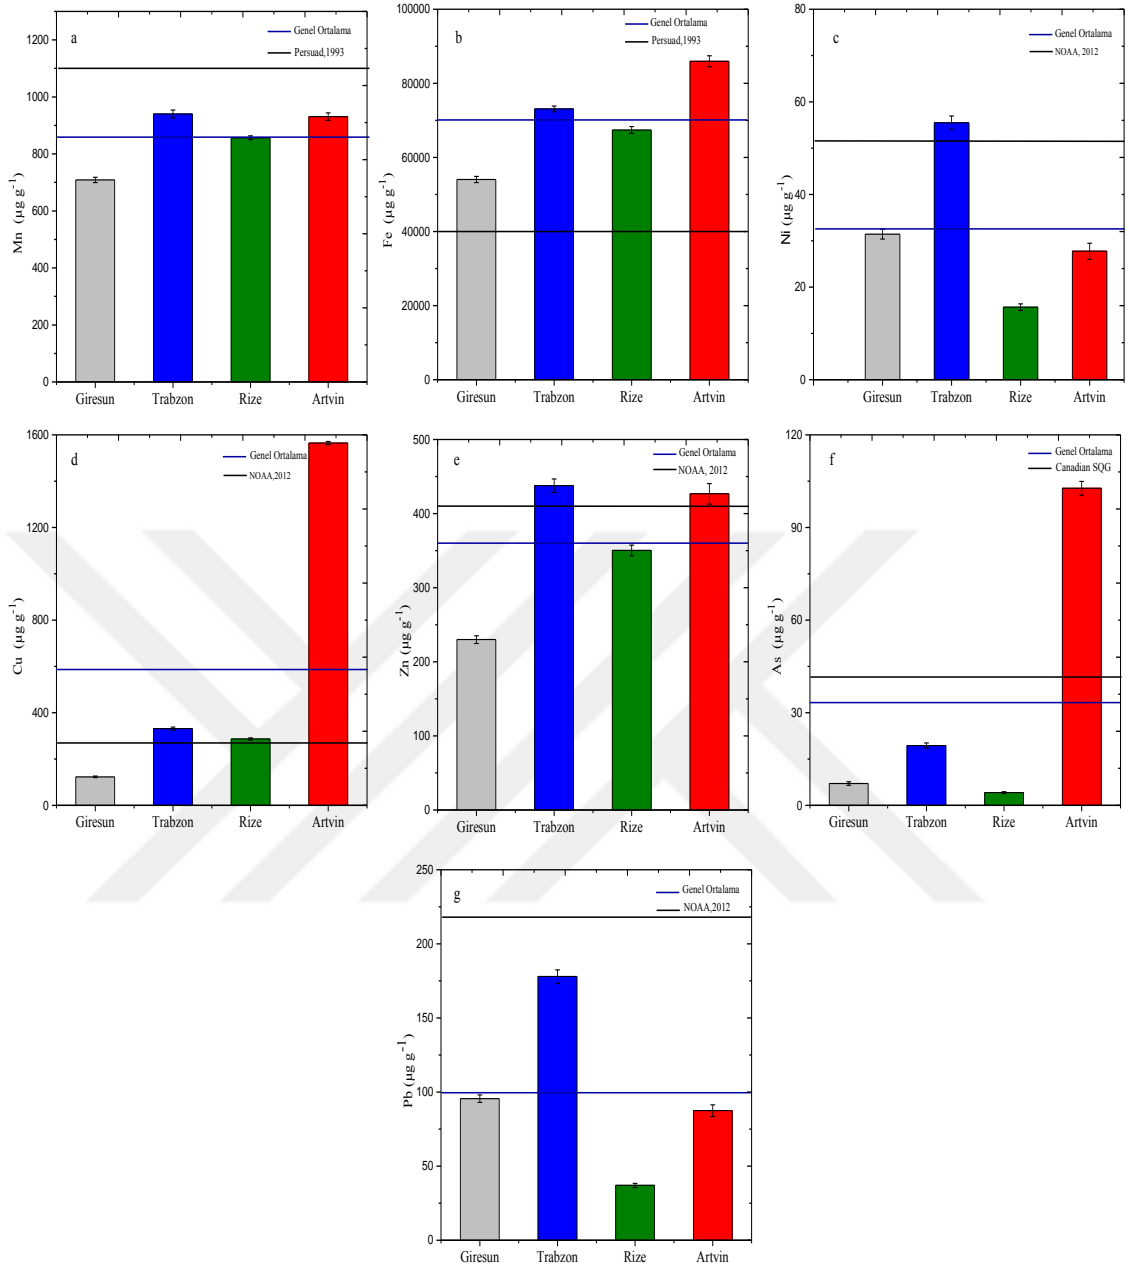 a
Genel Ortalama
Persuad,1993
Mn (µg g-1)
1200
1000
800
600
400
200
0
Giresun Trabzon Rize Artvin
b
Genel Ortalama
Persuad,1993
Fe (µg g-1)
100000
80000
60000
40000
20000
0
Giresun Trabzon Rize Artvin
c
Genel Ortalama
NOAA, 2012
Ni (µg g-1)
80
60
40
20
0
Giresun Trabzon Rize Artvin
d
Genel Ortalama
NOAA,2012
Cu (µg g-1)
1600
1200
800
400
0
Giresun Trabzon Rize Artvin
e
Genel Ortalama
NOAA, 2012
Zn (µg g-1)
500
400
300
200
100
0
Giresun Trabzon Rize Artvin
f
Genel Ortalama
Canadian SQG
As (µg g-1)
120
90
60
30
0
Giresun Trabzon Rize Artvin
g
Genel Ortalama
NOAA,2012
Pb (µg g-1)
250
200
150
100
50
0
Giresun Trabzon Rize Artvin